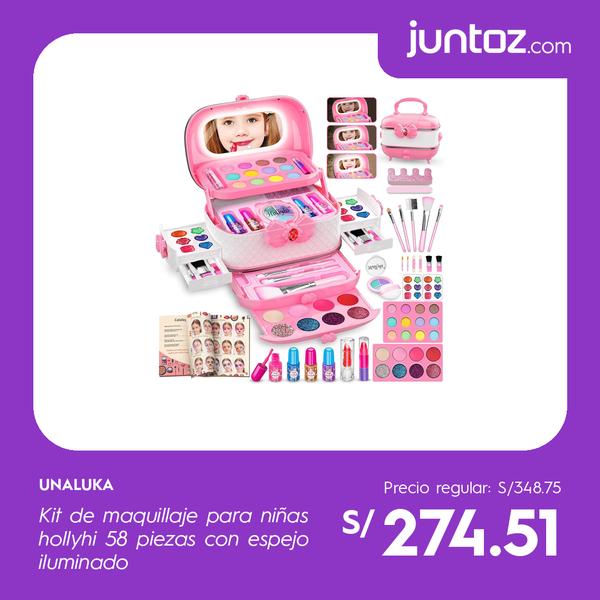 juntoz.com
UNALUKA
Kit de maquillaje para niñas
hollyhi 58 piezas con espejo
iluminado
Precio regular: S/348.75
S/274.51